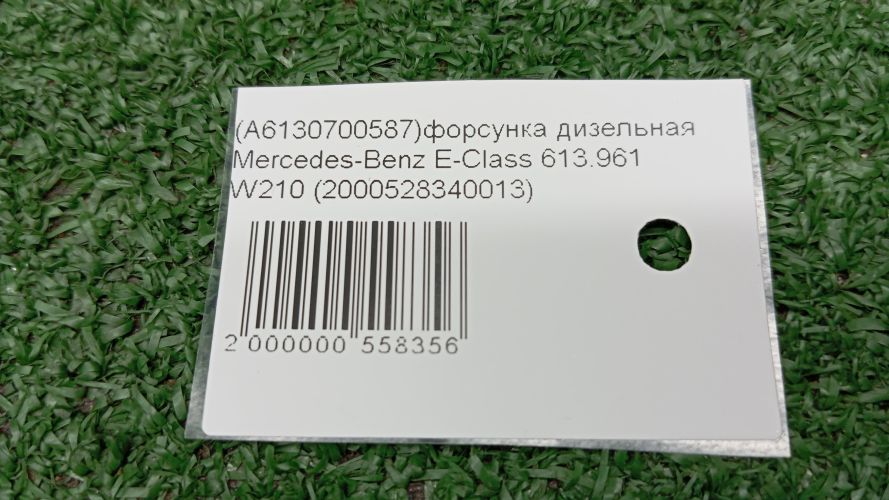 (A6130700587)форсунка дизельная
Mercedes-Benz E-Class 613.961
W210 (2000528340013)
2 000000 558356